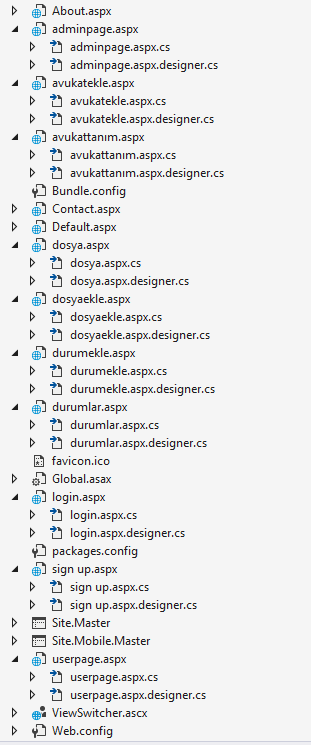 About.aspx
adminpage.aspx
adminpage.aspx.cs
adminpage.aspx.designer.cs
avukatekle.aspx
avukatekle.aspx.cs
avukatekle.aspx.designer.cs
avukattanım.aspx
avukattanım.aspx.cs
avukattanım.aspx.designer.cs
Bundle.config
Contact.aspx
Default.aspx
dosya.aspx
dosya.aspx.cs
dosya.aspx.designer.cs
dosyaekle.aspx
dosyaekle.aspx.cs
dosyaekle.aspx.designer.cs
durumekle.aspx
durumekle.aspx.cs
durumekle.aspx.designer.cs
durumlar.aspx
durumlar.aspx.cs
durumlar.aspx.designer.cs
favicon.ico
Global.asax
login.aspx
login.aspx.cs
login.aspx.designer.cs
packages.config
sign up.aspx
sign up.aspx.cs
sign up.aspx.designer.cs
Site.Master
Site.Mobile.Master
userpage.aspx
userpage.aspx.cs
userpage.aspx.designer.cs
ViewSwitcher.ascx
Web.config